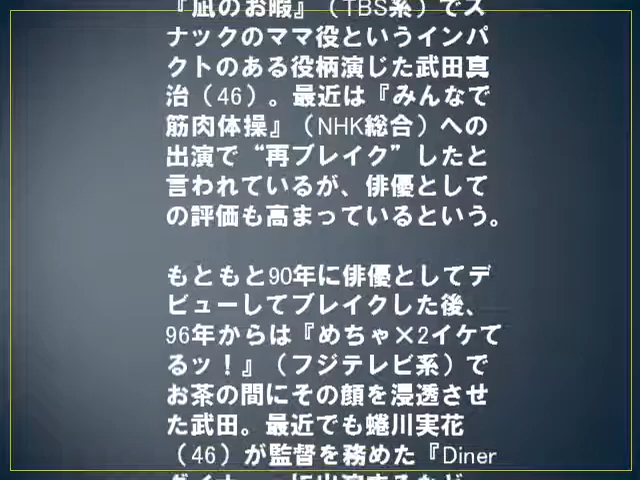 『凪のお暇』（TBS系）でス
ナックのママ役というインパ
クトのある役柄演じた武田真
治（46）。最近は『みんなで
筋肉体操』（NHK総合）への
出演で“再ブレイク”したと
言われているが、俳優として
の評価も高まっているという。
もともと90年に俳優としてデ
ビューしてブレイクした後、
96年からは『めちゃ×2イケて
るッ！』（フジテレビ系）で
お茶の間にその顔を浸透させ
た武田。最近でも蜷川実花
（46）が監督を務めた『Diner